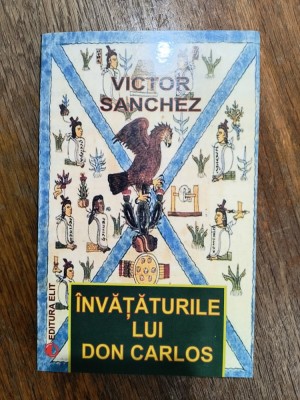 VICTOR
SANCHEZ
EDITURA ELIT
ÎNVĂȚĂTURILE
LUI
DON CARLOS